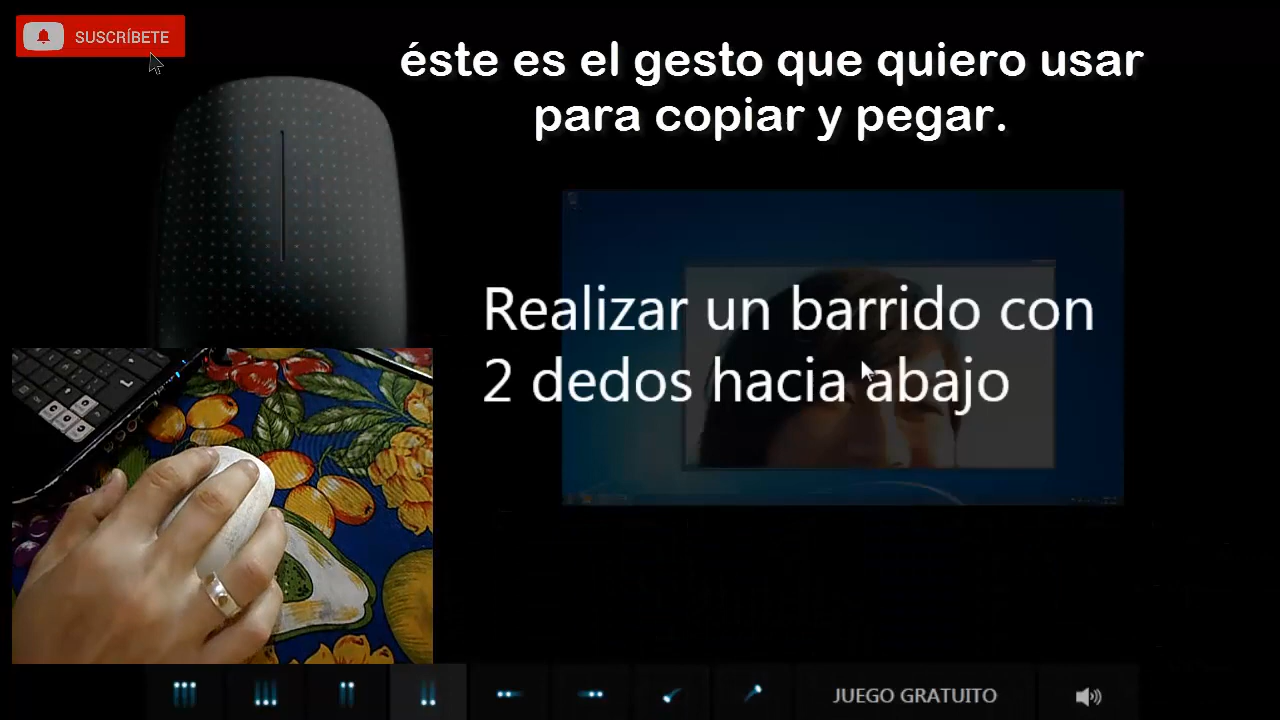 SUSCRÍBETE
éste es el gesto que quiero usar
para copiar y pegar.
Realizar un barrido con
2 dedos hacia abajo
JUEGO GRATUITO